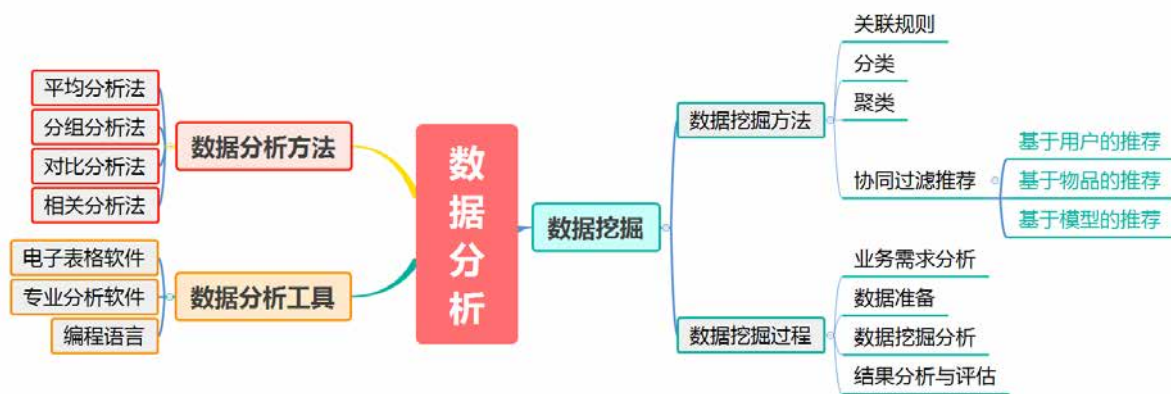 数据分析
数据分析方法
平均分析法
分组分析法
对比分析法
相关分析法
数据分析工具
电子表格软件
专业分析软件
编程语言
数据挖掘
数据挖掘方法
关联规则
分类
聚类
协同过滤推荐
基于用户的推荐
基于物品的推荐
基于模型的推荐
数据挖掘过程
业务需求分析
数据准备
数据挖掘分析
结果分析与评估